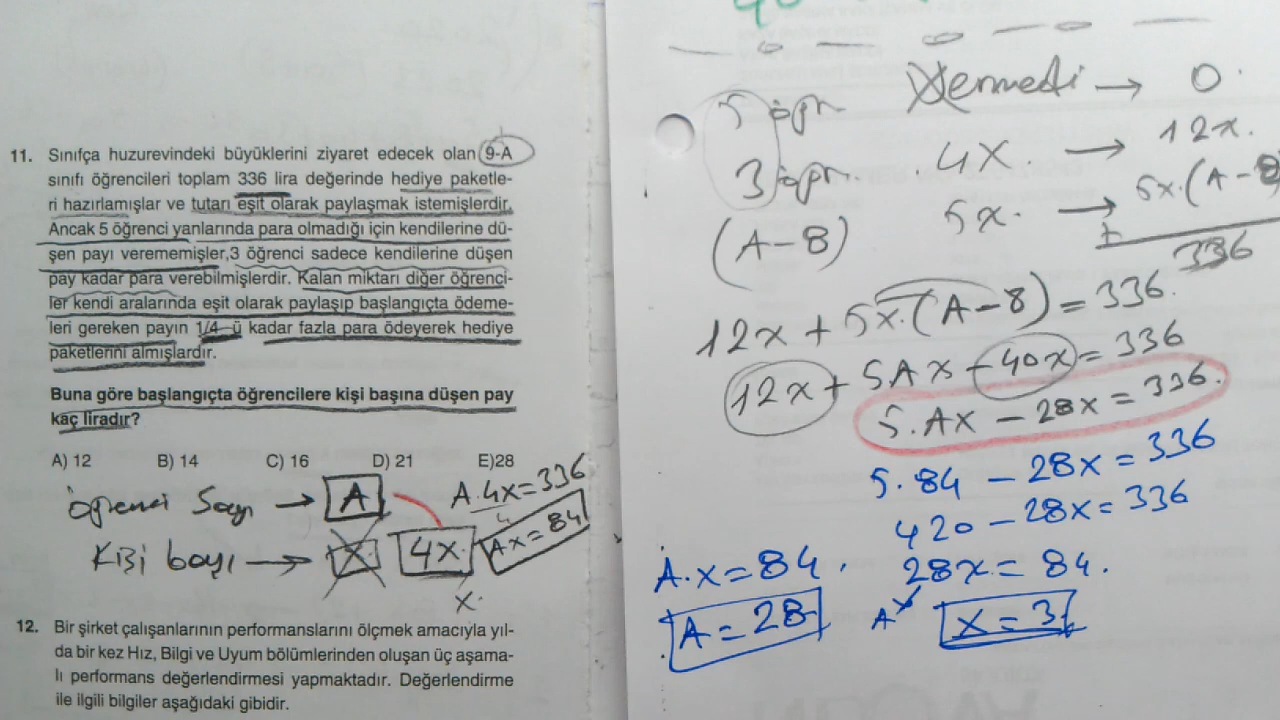 11. Sınıfça huzurevindeki büyüklerini ziyaret edecek olan 9-A
sınıfı öğrencileri toplam 336 lira değerinde hediye paketle-
ri hazırlamışlar ve tutarı eşit olarak paylaşmak istemişlerdir.
Ancak 5 öğrenci yanlarında para olmadığı için kendilerine dü-
şen payı verememişler,3 öğrenci sadece kendilerine düşen
pay kadar para verebilmişlerdir. Kalan miktarı diğer öğrenci-
ler kendi aralarında eşit olarak paylaşıp başlangıçta ödeme-
leri gereken payın 1/4-ü kadar fazla para ödeyerek hediye
paketlerini almışlardır.
Buna göre başlangıçta öğrencilere kişi başına düşen pay
kaç liradır?
A) 12 B) 14 C) 16 D) 21 E)28
Öğrenci Sayı → A A.4x=336
Kişi bayı → X 4X Ax=84
x.
12. Bir şirket çalışanlarının performanslarını ölçmek amacıyla yıl-
da bir kez Hız, Bilgi ve Uyum bölümlerinden oluşan üç aşama-
lı performans değerlendirmesi yapmaktadır. Değerlendirme
ile ilgili bilgiler aşağıdaki gibidir.
5 öğr. Vermedi → 0.
3 öğr. 4x. → 12x.
(A-8) 5x. → 5x.(A-8
+
336
12x + 5x.(A-8) = 336.
12x + 5Ax - 40x = 336
5.Ax - 28x = 336.
5.84 - 28x = 336
420 - 28x = 336
A.x = 84. 28x = 84.
A = 28 A x = 3